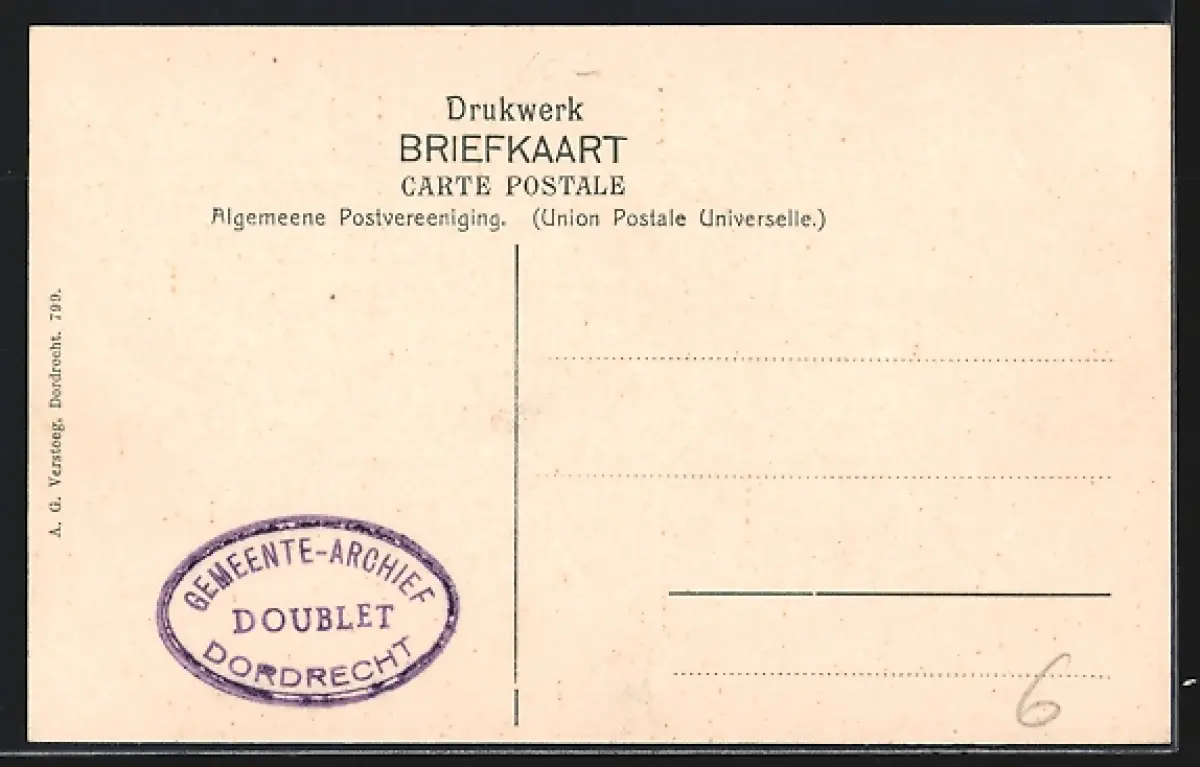 Drukwerk
BRIEFKAART
CARTE POSTALE
Algemeene Postvereeniging. (Union Postale Universelle.)
A. G. Versteeg, Dordrecht. 799.
GEMEENTE-ARCHIEF
DOUBLET
DORDRECHT
6